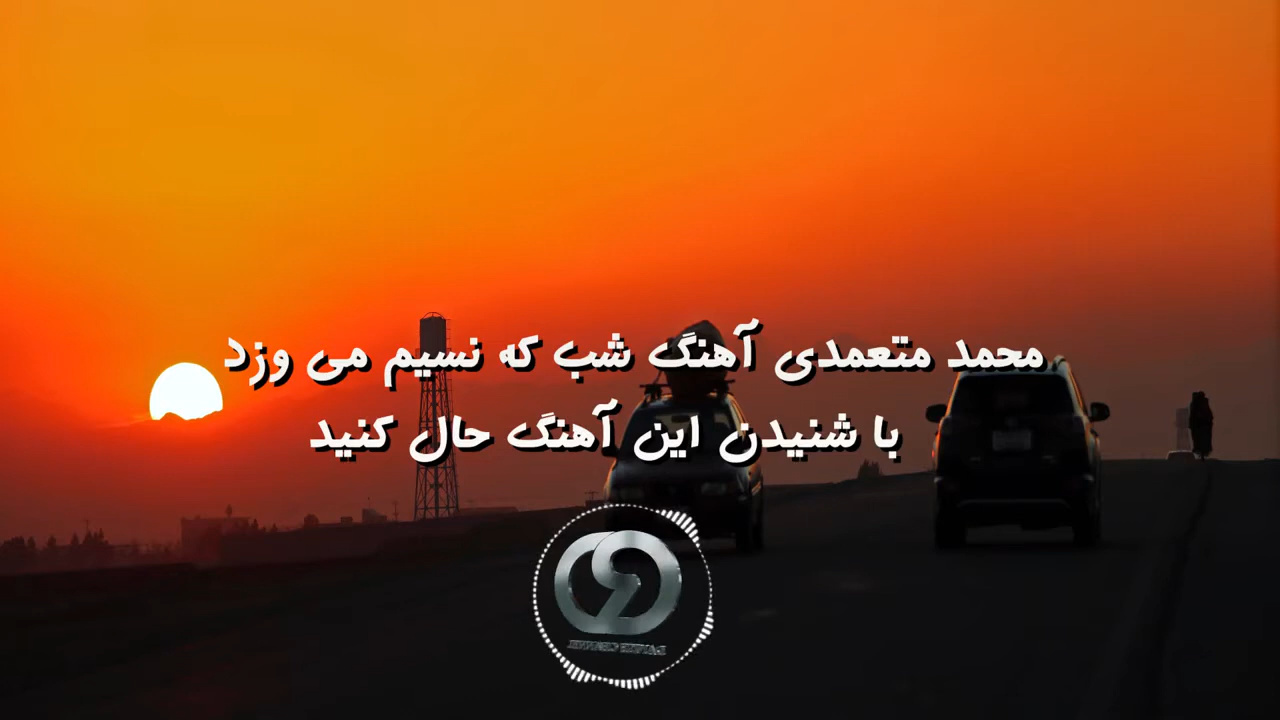 محمد متعمدی آهنگ شب که نسیم می وزد
با شنیدن این آهنگ حال کنید